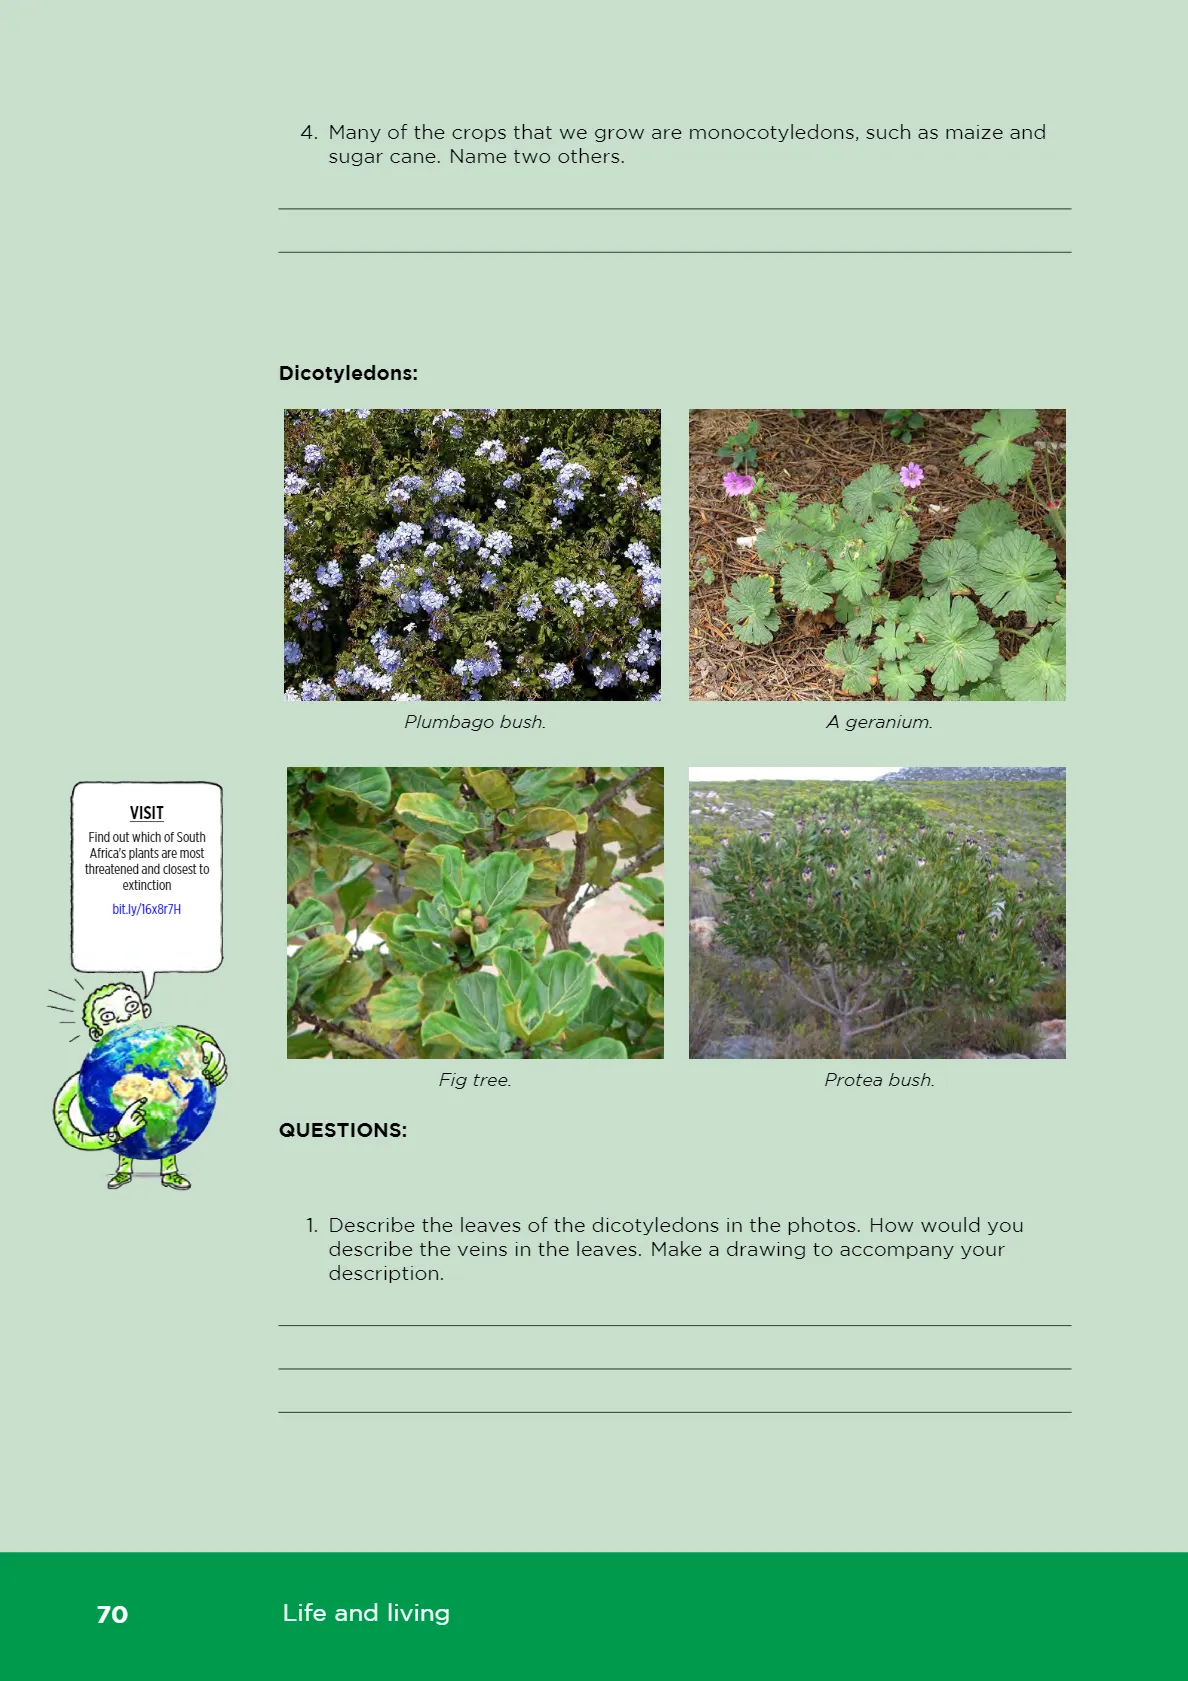 4. Many of the crops that we grow are monocotyledons, such as maize and
sugar cane. Name two others.
Dicotyledons:
Plumbago bush.
A geranium.
Fig tree.
Protea bush.
VISIT
Find out which of South
Africa's plants are most
threatened and closest to
extinction
bit.ly/16x8r7H
QUESTIONS:
1. Describe the leaves of the dicotyledons in the photos. How would you
describe the veins in the leaves. Make a drawing to accompany your
description.
70
Life and living